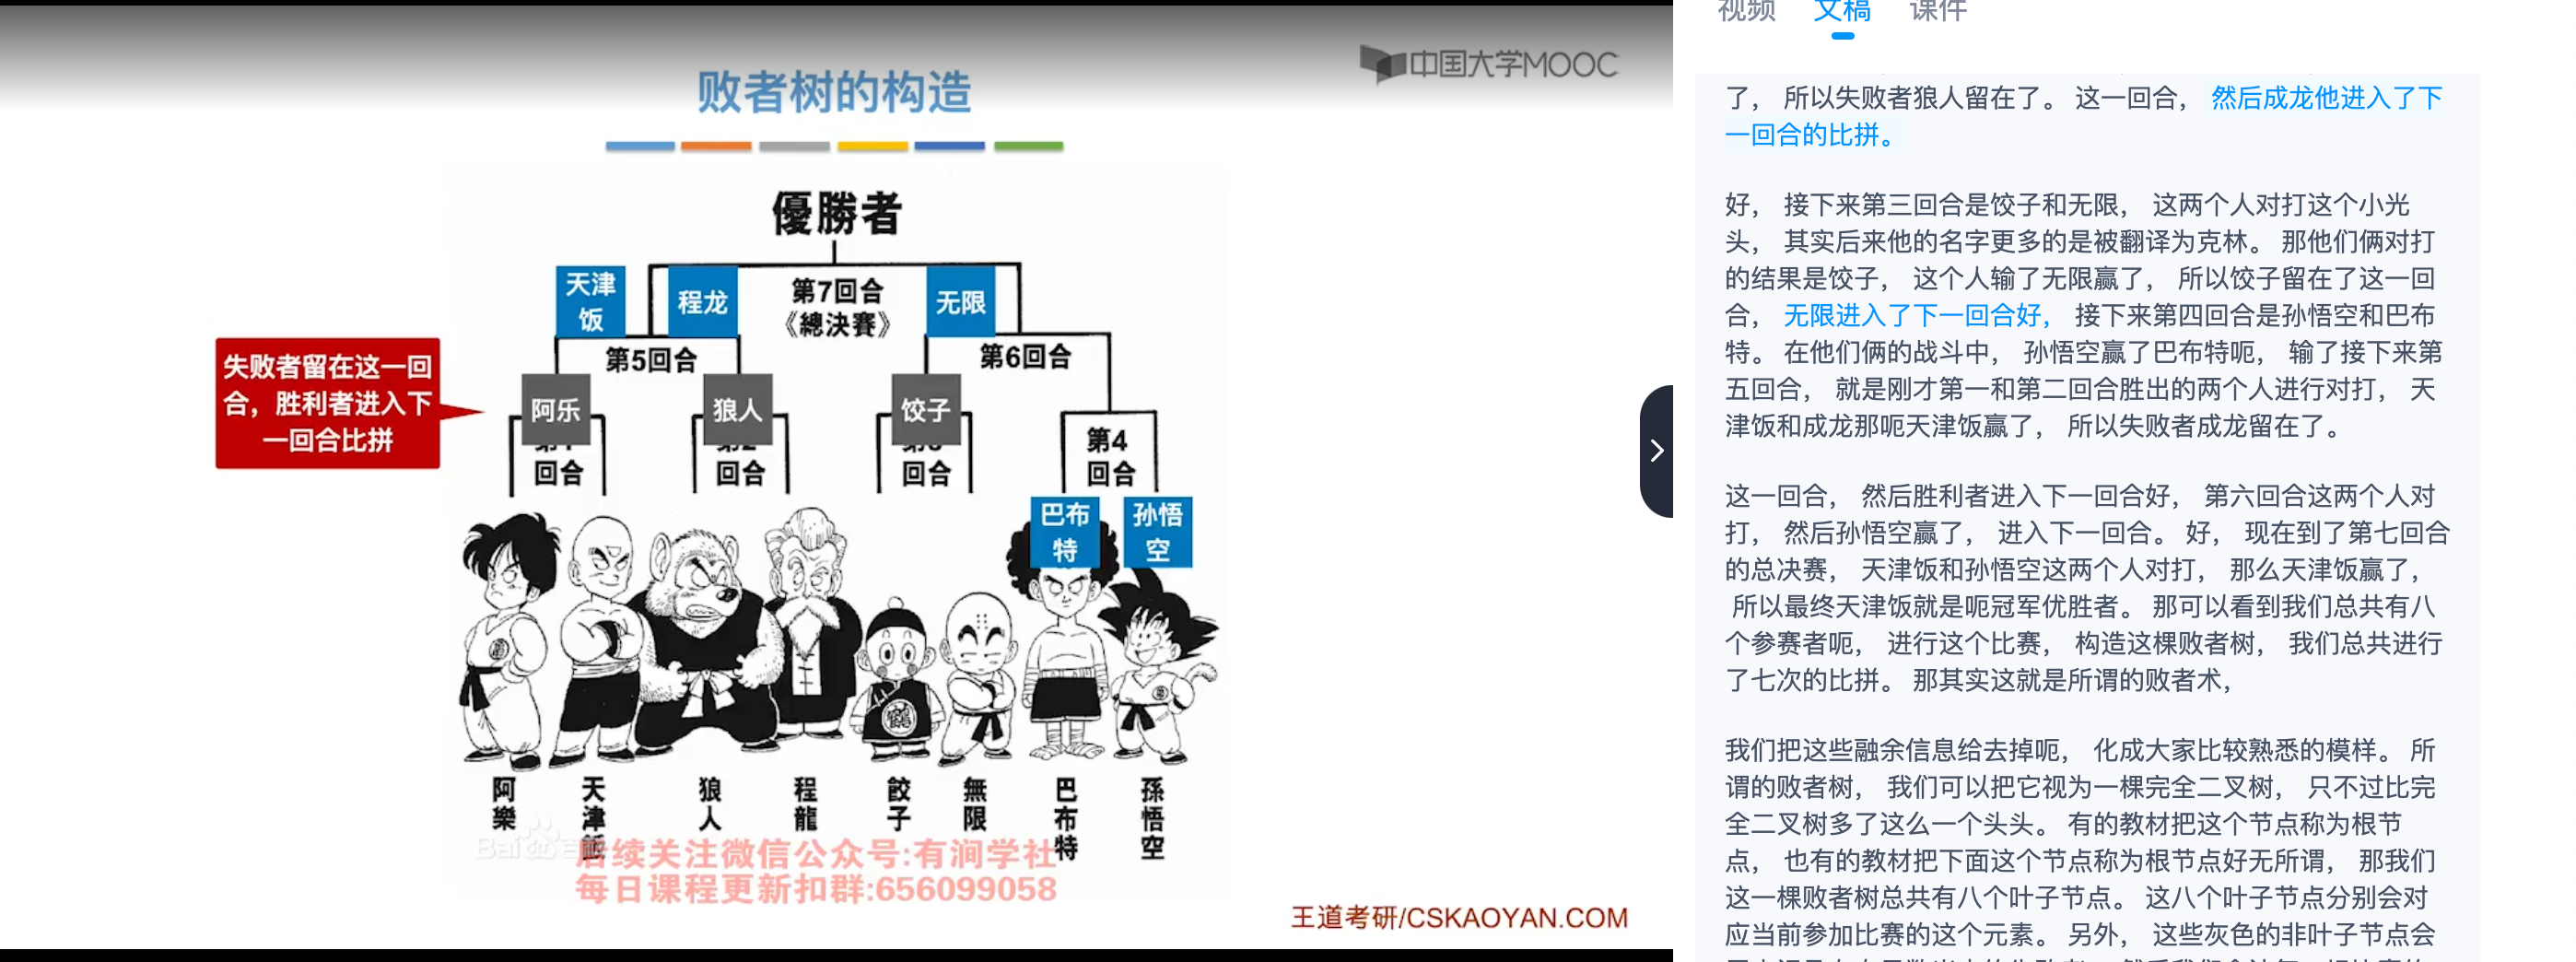 中国大学MOOC
败者树的构造
優勝者
天津
饭
程龙
第7回合
《總決賽》
无限
第5回合
第6回合
失败者留在这一回
合，胜利者进入下
一回合比拼
阿乐
狼人
饺子
第4
回合
回合
回合
回合
巴布
特
孙悟
空
阿樂
天津飯
狼人
程龍
餃子
無限
巴布特
孫悟空
后续关注微信公众号:有涧学社
每日课程更新扣群:656099058
王道考研/CSKAOYAN.COM
视频 文稿 课件
了， 所以失败者狼人留在了。 这一回合， 然后成龙他进入了下
一回合的比拼。
好， 接下来第三回合是饺子和无限， 这两个人对打这个小光
头， 其实后来他的名字更多的是被翻译为克林。 那他们俩对打
的结果是饺子， 这个人输了无限赢了， 所以饺子留在了这一回
合， 无限进入了下一回合好， 接下来第四回合是孙悟空和巴布
特。 在他们俩的战斗中， 孙悟空赢了巴布特呃， 输了接下来第
五回合， 就是刚才第一和第二回合胜出的两个人进行对打， 天
津饭和成龙那呃天津饭赢了， 所以失败者成龙留在了。
这一回合， 然后胜利者进入下一回合好， 第六回合这两个人对
打， 然后孙悟空赢了， 进入下一回合。 好， 现在到了第七回合
的总决赛， 天津饭和孙悟空这两个人对打， 那么天津饭赢了，
所以最终天津饭就是呃冠军优胜者。 那可以看到我们总共有八
个参赛者呃， 进行这个比赛， 构造这棵败者树， 我们总共进行
了七次的比拼。 那其实这就是所谓的败者术，
我们把这些融余信息给去掉呃， 化成大家比较熟悉的模样。 所
谓的败者树， 我们可以把它视为一棵完全二叉树， 只不过比完
全二叉树多了这么一个头头。 有的教材把这个节点称为根节
点， 也有的教材把下面这个节点称为根节点好无所谓， 那我们
这一棵败者树总共有八个叶子节点。 这八个叶子节点分别会对
应当前参加比赛的这个元素。 另外， 这些灰色的非叶子节点会